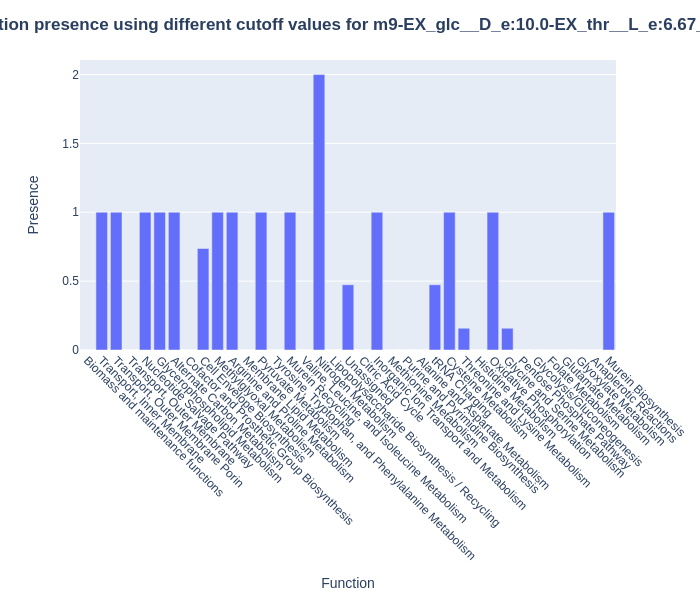 tion presence using different cutoff values for m9-EX_glc__D_e:10.0-EX_thr__L_e:6.67_
Presence
2
1.5
1
0.5
0
Biomass and maintenance functions
Transport, Inner Membrane
Transport, Outer Membrane
Transport, Outer Membrane Porin
Nucleotide Salvage Pathway
Glycerophospholipid Metabolism
Alternate Carbon Metabolism
Cofactor and Prosthetic Group Biosynthesis
Cell Envelope Biosynthesis
Methylglyoxal Metabolism
Arginine and Proline Metabolism
Membrane Lipid Metabolism
Pyruvate Metabolism
Tyrosine, Tryptophan, and Phenylalanine Metabolism
Murein Recycling
Valine, Leucine, and Isoleucine Metabolism
Nitrogen Metabolism
Lipopolysaccharide Biosynthesis / Recycling
Unassigned
Citric Acid Cycle
Inorganic Ion Transport and Metabolism
Methionine Metabolism
Purine and Pyrimidine Biosynthesis
Alanine and Aspartate Metabolism
tRNA Charging
Cysteine Metabolism
Threonine and Lysine Metabolism
Histidine Metabolism
Oxidative Phosphorylation
Glycine and Serine Metabolism
Pentose Phosphate Pathway
Glycolysis/Gluconeogenesis
Folate Metabolism
Glutamate Metabolism
Glyoxylate Metabolism
Anaplerotic Reactions
Murein Biosynthesis
Function